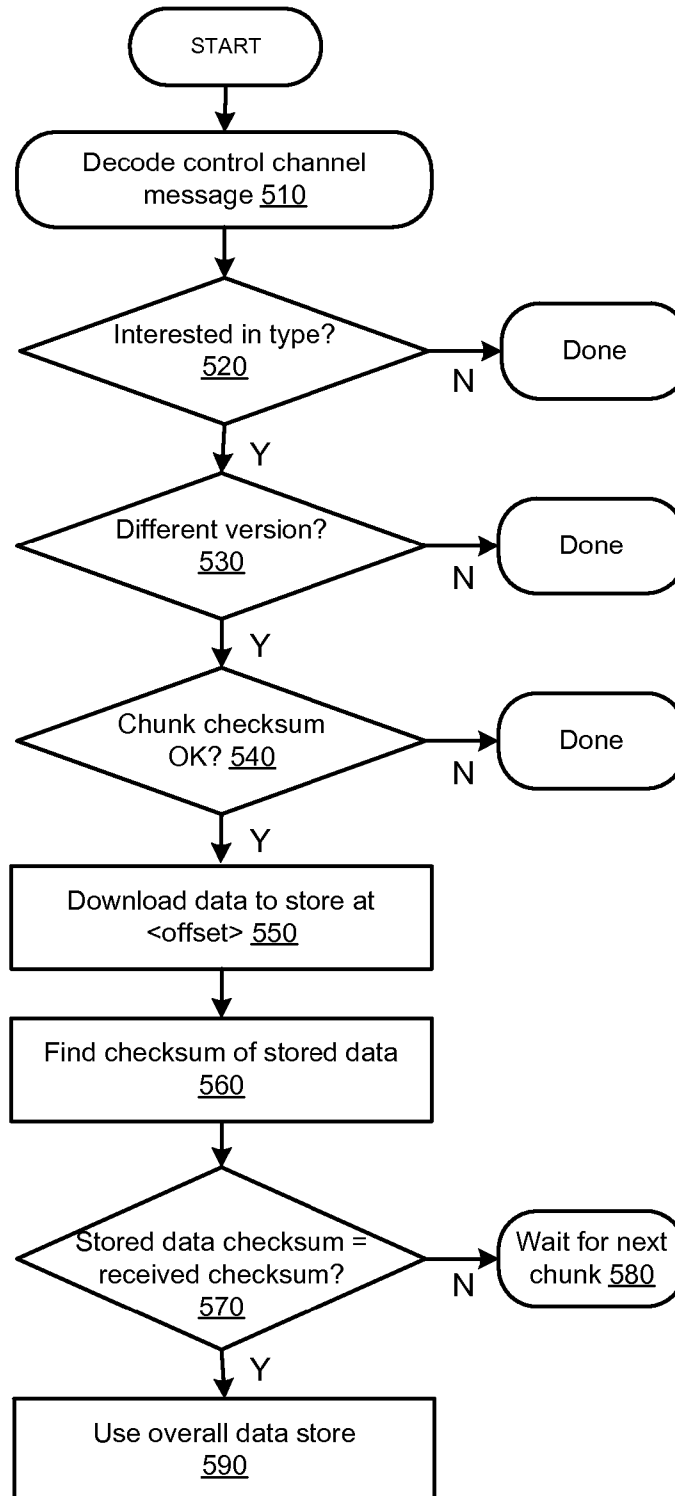 START
Decode control channel
message 510
Interested in type?
520
N
Done
Y
Different version?
530
N
Done
Y
Chunk checksum
OK? 540
N
Done
Y
Download data to store at
<offset> 550
Find checksum of stored data
560
Stored data checksum =
received checksum?
570
N
Wait for next
chunk 580
Y
Use overall data store
590